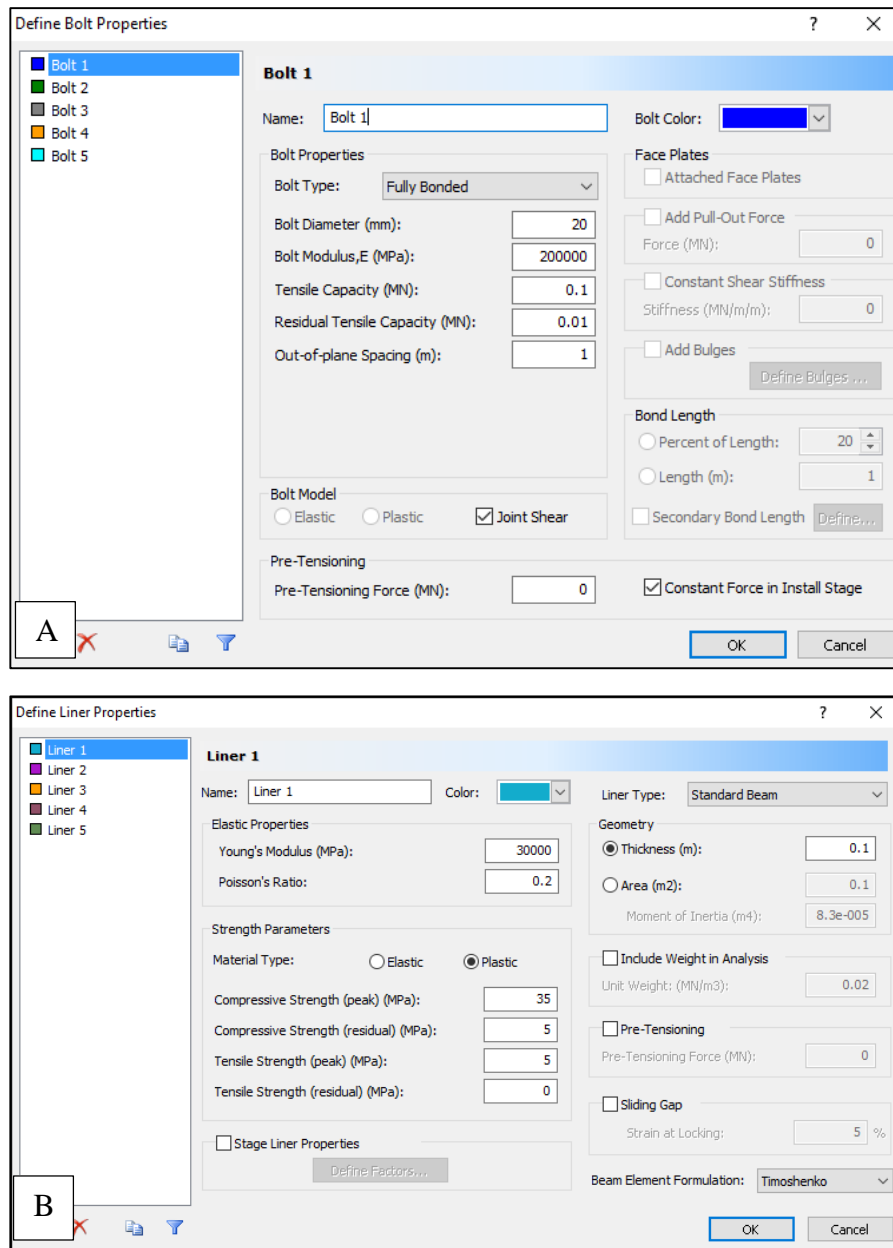 Define Bolt Properties
?
Bolt 1
Bolt 2
Bolt 3
Bolt 4
Bolt 5
Bolt 1
Name: Bolt 1
Bolt Color:
Bolt Properties
Bolt Type: Fully Bonded
Bolt Diameter (mm): 20
Bolt Modulus,E (MPa): 200000
Tensile Capacity (MN): 0.1
Residual Tensile Capacity (MN): 0.01
Out-of-plane Spacing (m): 1
Bolt Model
Elastic Plastic Joint Shear
Face Plates
Attached Face Plates
Add Pull-Out Force
Force (MN): 0
Constant Shear Stiffness
Stiffness (MN/m/m): 0
Add Bulges
Define Bulges ...
Bond Length
Percent of Length: 20
Length (m): 1
Secondary Bond Length Define...
Pre-Tensioning
Pre-Tensioning Force (MN): 0
Constant Force in Install Stage
A
OK Cancel
Define Liner Properties
?
Liner 1
Liner 2
Liner 3
Liner 4
Liner 5
Liner 1
Name: Liner 1 Color:
Liner Type: Standard Beam
Elastic Properties
Young's Modulus (MPa): 30000
Poisson's Ratio: 0.2
Strength Parameters
Material Type: Elastic Plastic
Compressive Strength (peak) (MPa): 35
Compressive Strength (residual) (MPa): 5
Tensile Strength (peak) (MPa): 5
Tensile Strength (residual) (MPa): 0
Stage Liner Properties
Define Factors...
Geometry
Thickness (m): 0.1
Area (m2): 0.1
Moment of Inertia (m4): 8.3e-005
Include Weight in Analysis
Unit Weight: (MN/m3): 0.02
Pre-Tensioning
Pre-Tensioning Force (MN): 0
Sliding Gap
Strain at Locking: 5 %
Beam Element Formulation: Timoshenko
B
OK Cancel